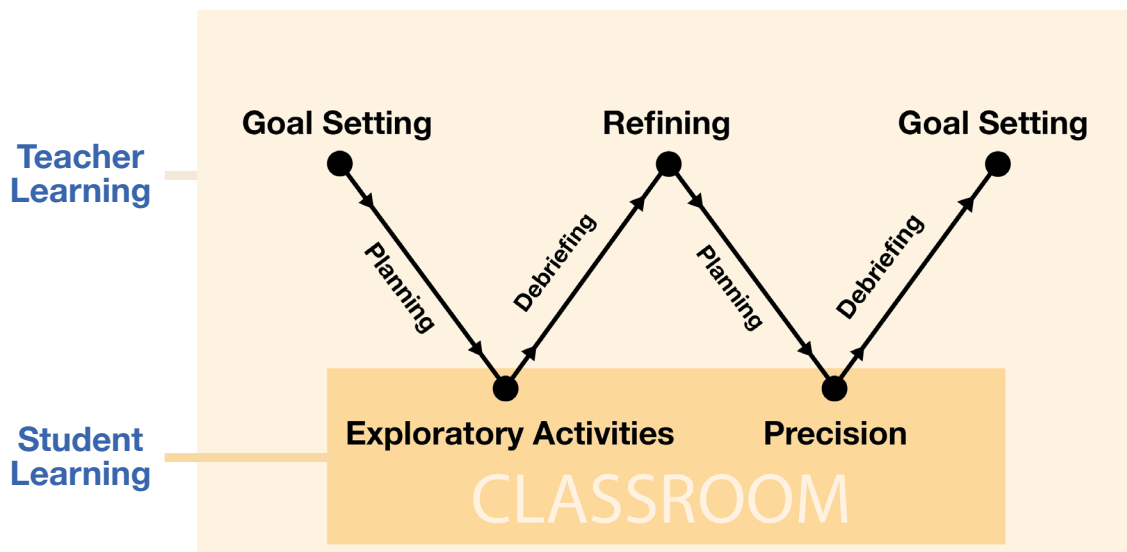 Goal Setting
Refining
Goal Setting
Teacher
Learning
Planning
Debriefing
Planning
Debriefing
Exploratory Activities
Precision
Student
Learning
CLASSROOM